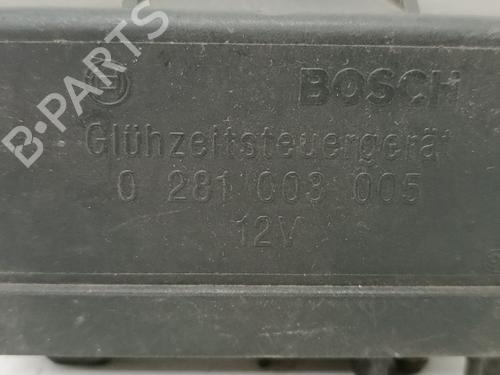 B-PARTS
BOSCH
Glühzeitsteuergerät
0 281 003 005
12V